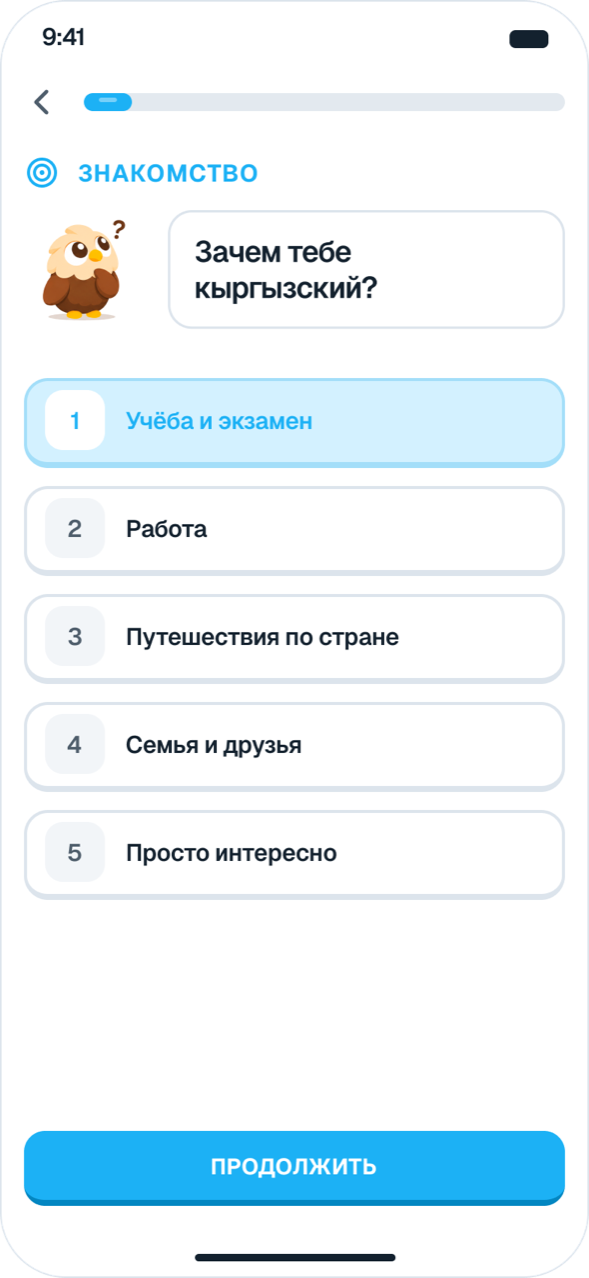 9:41
ЗНАКОМСТВО
?
Зачем тебе
кыргызский?
1 Учёба и экзамен
2 Работа
3 Путешествия по стране
4 Семья и друзья
5 Просто интересно
ПРОДОЛЖИТЬ